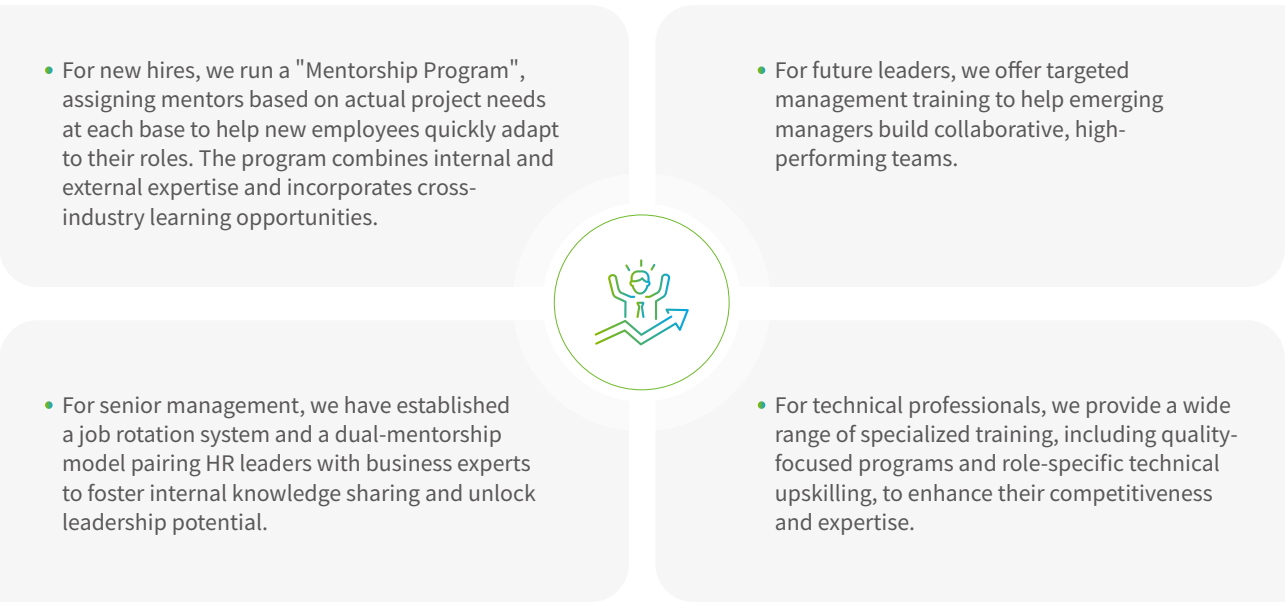 • For new hires, we run a "Mentorship Program",
assigning mentors based on actual project needs
at each base to help new employees quickly adapt
to their roles. The program combines internal and
external expertise and incorporates cross-
industry learning opportunities.
• For future leaders, we offer targeted
management training to help emerging
managers build collaborative, high-
performing teams.
• For senior management, we have established
a job rotation system and a dual-mentorship
model pairing HR leaders with business experts
to foster internal knowledge sharing and unlock
leadership potential.
• For technical professionals, we provide a wide
range of specialized training, including quality-
focused programs and role-specific technical
upskilling, to enhance their competitiveness
and expertise.